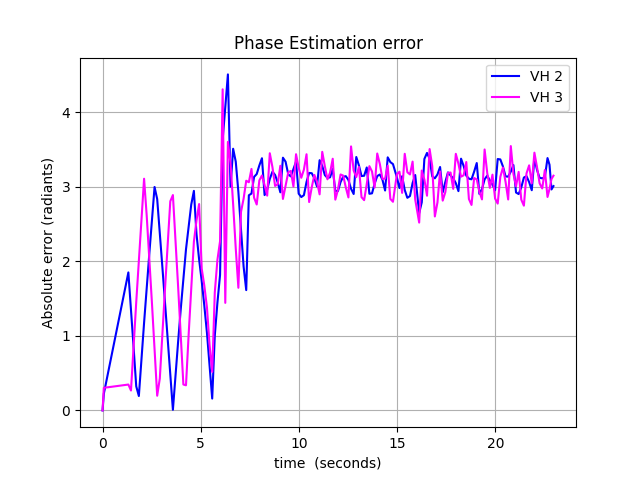 Phase Estimation error
VH 2
VH 3
Absolute error (radiants)
4
3
2
1
0
0 5 10 15 20
time (seconds)